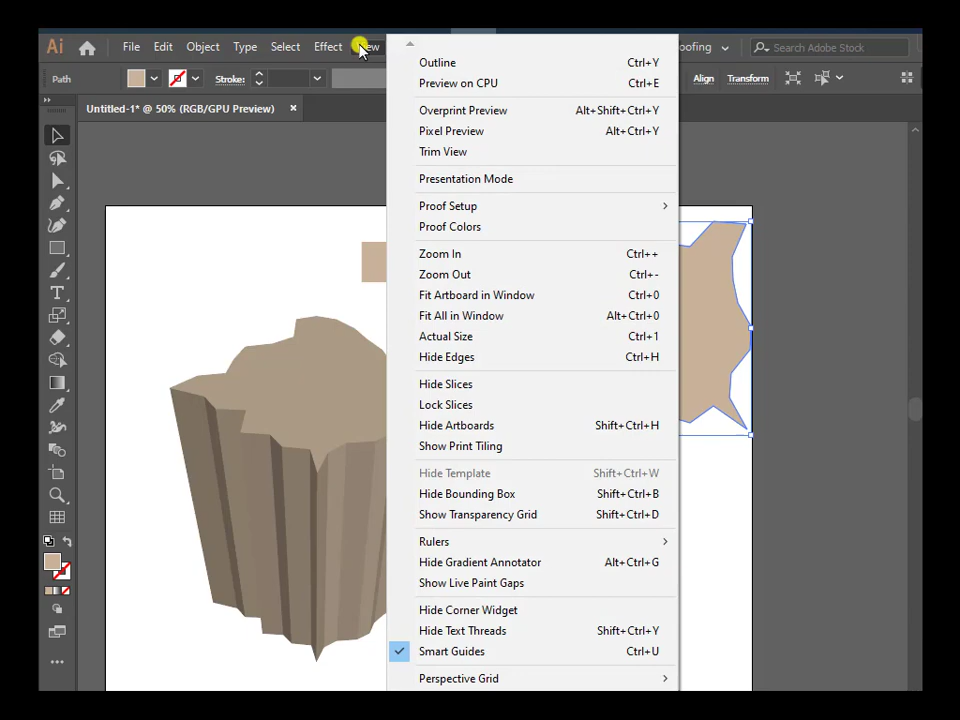 Ai File Edit Object Type Select Effect View oofing Search Adobe Stock
Path Stroke: Align Transform
Untitled-1* @ 50% (RGB/GPU Preview) ×
Outline Ctrl+Y
Preview on CPU Ctrl+E
Overprint Preview Alt+Shift+Ctrl+Y
Pixel Preview Alt+Ctrl+Y
Trim View
Presentation Mode
Proof Setup
Proof Colors
Zoom In Ctrl++
Zoom Out Ctrl+-
Fit Artboard in Window Ctrl+0
Fit All in Window Alt+Ctrl+0
Actual Size Ctrl+1
Hide Edges Ctrl+H
Hide Slices
Lock Slices
Hide Artboards Shift+Ctrl+H
Show Print Tiling
Hide Template Shift+Ctrl+W
Hide Bounding Box Shift+Ctrl+B
Show Transparency Grid Shift+Ctrl+D
Rulers
Hide Gradient Annotator Alt+Ctrl+G
Show Live Paint Gaps
Hide Corner Widget
Hide Text Threads Shift+Ctrl+Y
Smart Guides Ctrl+U
Perspective Grid